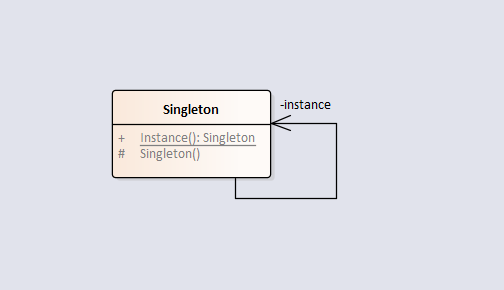 Singleton
-instance
+ Instance(): Singleton
# Singleton()